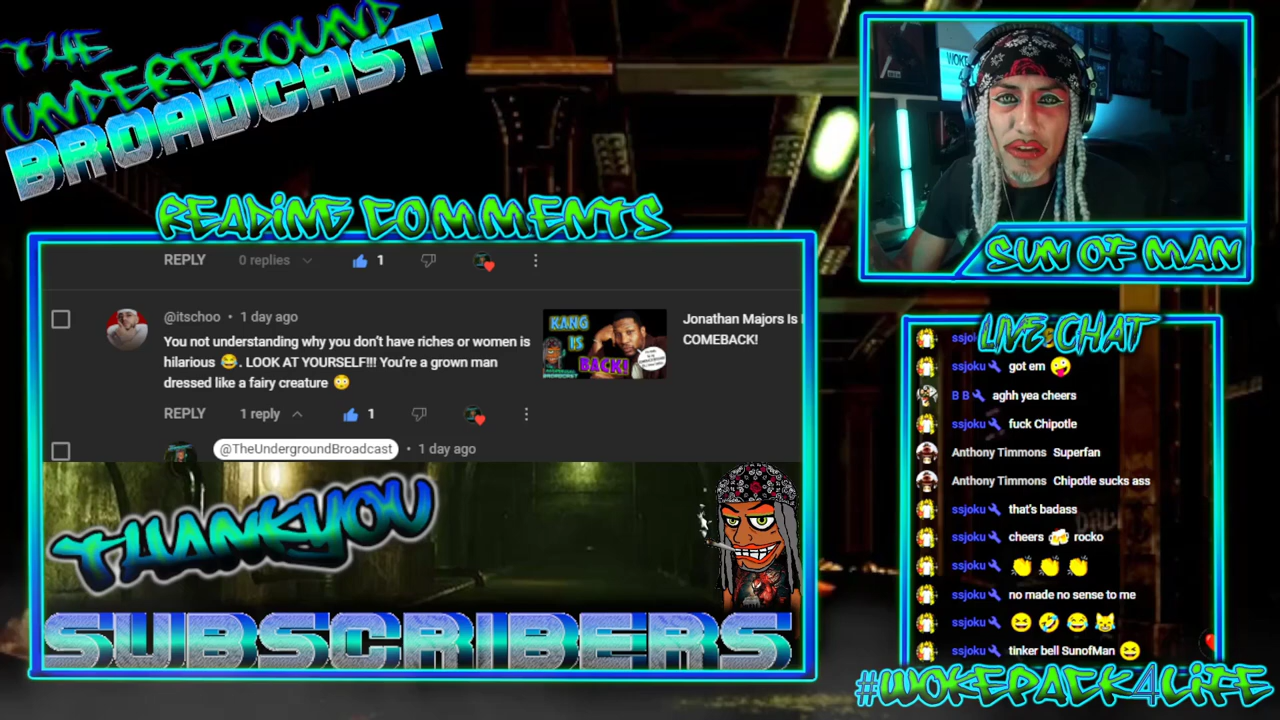 THE
UNDERGROUND
BROADCAST
READING COMMENTS
REPLY 0 replies 1
@itschoo • 1 day ago
You not understanding why you don't have riches or women is
hilarious 😂. LOOK AT YOURSELF!!! You're a grown man
dressed like a fairy creature 😳
REPLY 1 reply 1
@TheUndergroundBroadcast • 1 day ago
KANG
IS
BACK!
Jonathan Majors Is
COMEBACK!
THANKYOU
SUBSCRIBERS
WOKE
SUN OF MAN
LIVE CHAT
ssjoku got em 🤪
B B aghh yea cheers
ssjoku fuck Chipotle
Anthony Timmons Superfan
Anthony Timmons Chipotle sucks ass
ssjoku that's badass
ssjoku cheers 🍻 rocko
ssjoku 👏 👏 👏
ssjoku no made no sense to me
ssjoku 😆 🤣 😂 😹
ssjoku tinker bell SunofMan 😆
#WOKEPACK4LIFE